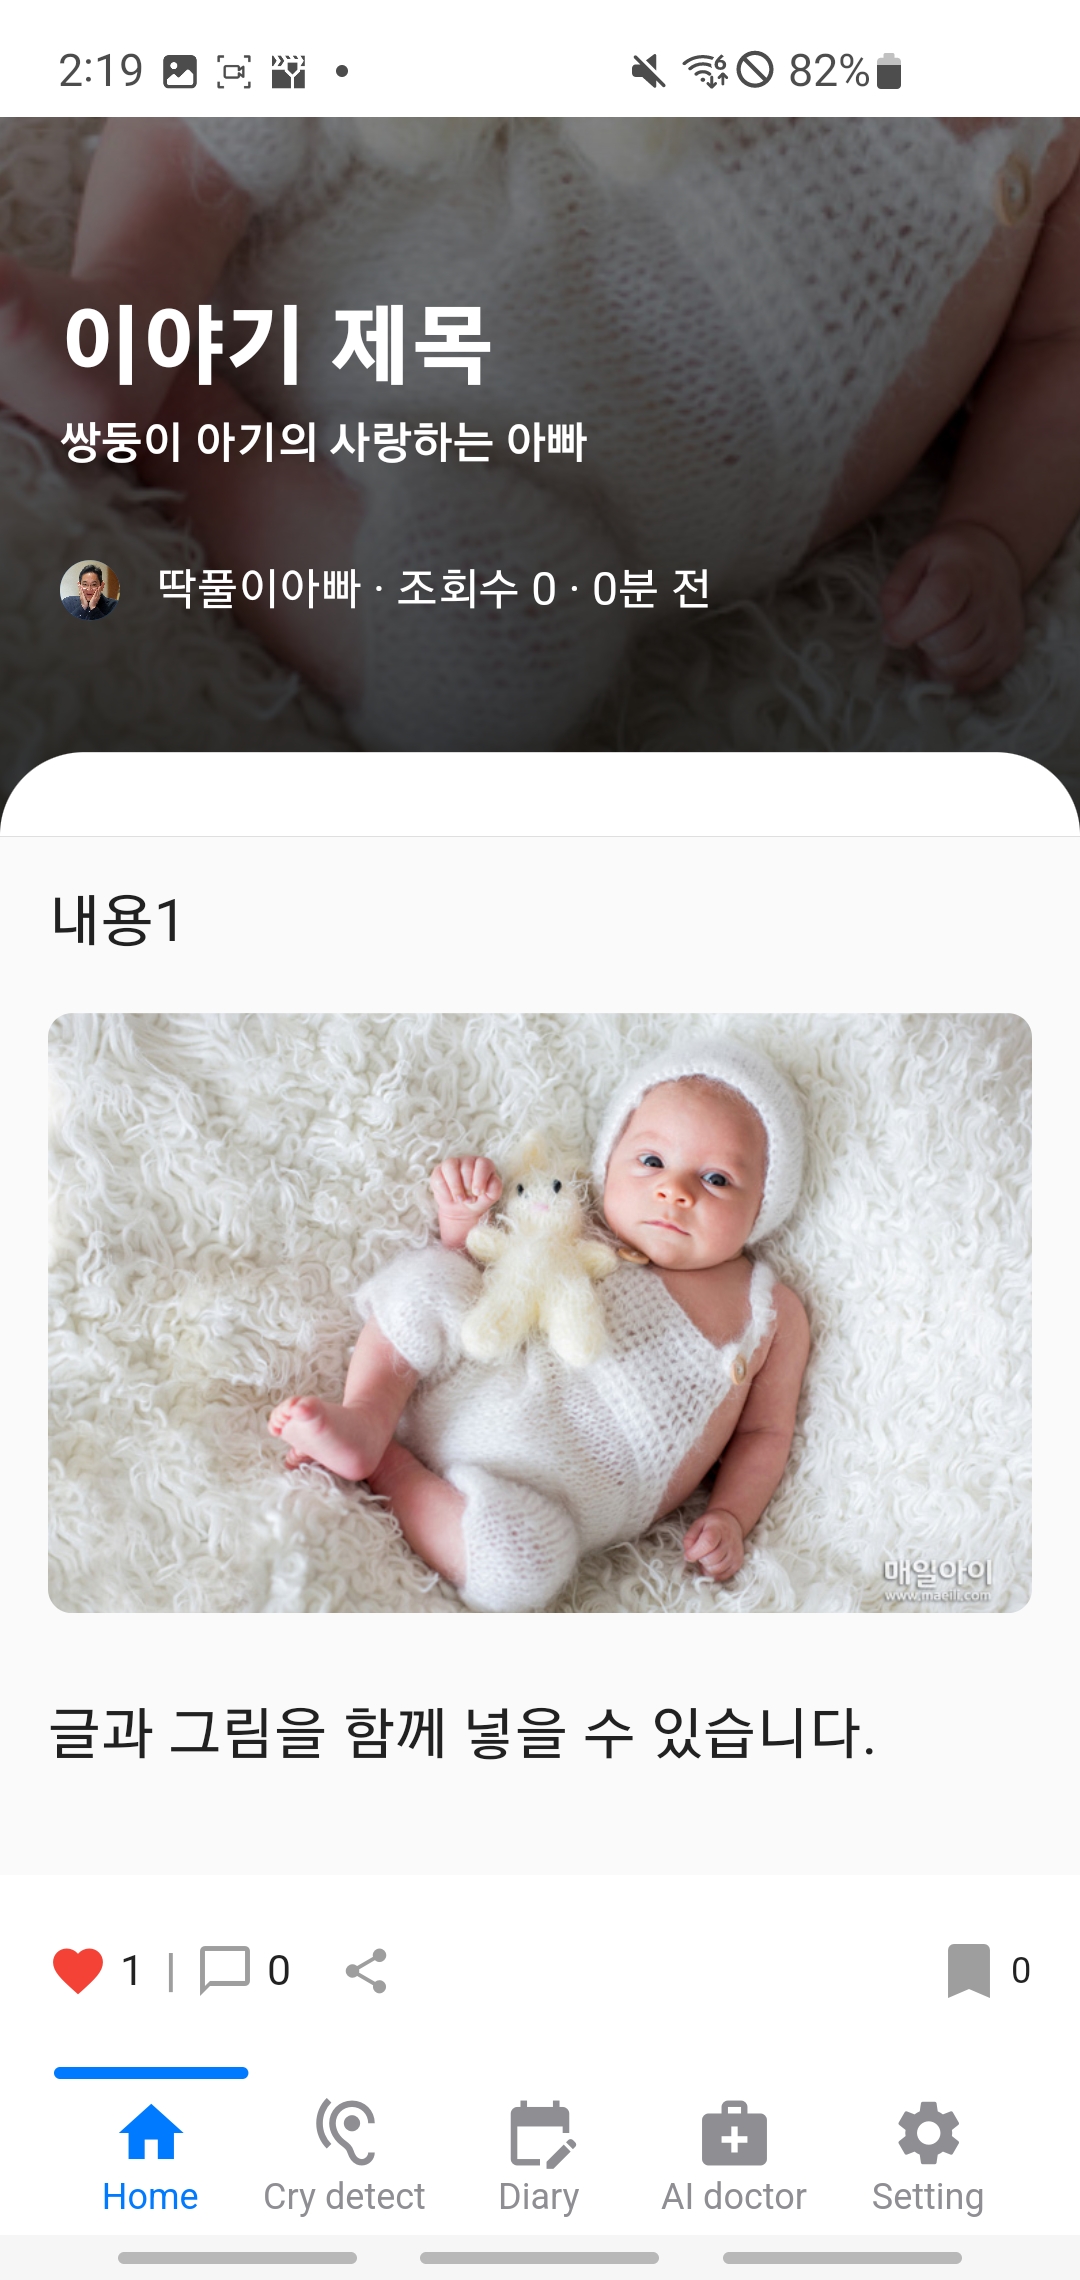 2:19
6
82%
이야기 제목
쌍둥이 아기의 사랑하는 아빠
딱풀이아빠 · 조회수 0 · 0분 전
내용1
매일아이
www.maeili.com
글과 그림을 함께 넣을 수 있습니다.
1 | 0
0
Home Cry detect Diary AI doctor Setting